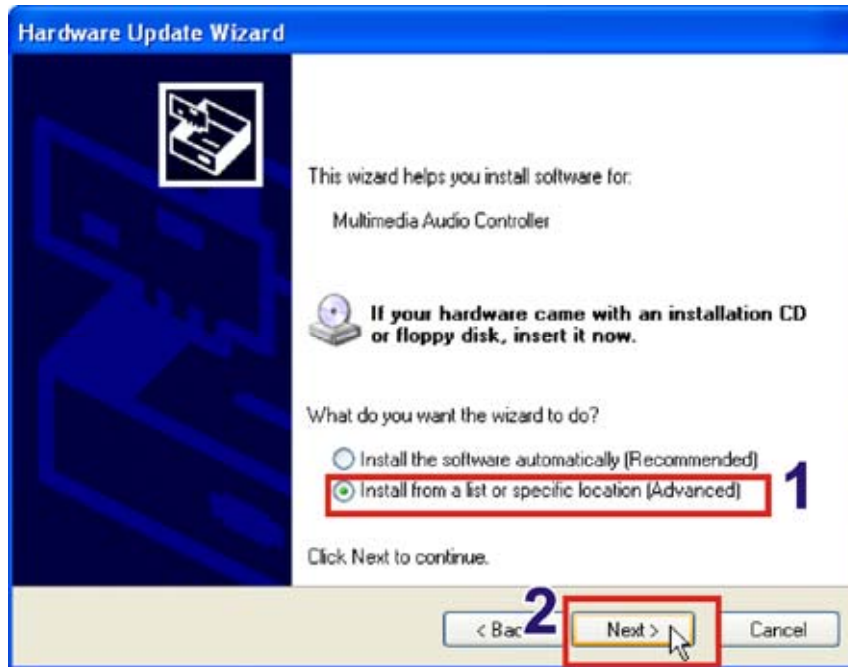 Hardware Update Wizard
This wizard helps you install software for:
Multimedia Audio Controller
If your hardware came with an installation CD
or floppy disk, insert it now.
What do you want the wizard to do?
Install the software automatically (Recommended)
Install from a list or specific location (Advanced)
1
Click Next to continue.
2
< Bac
Next >
Cancel